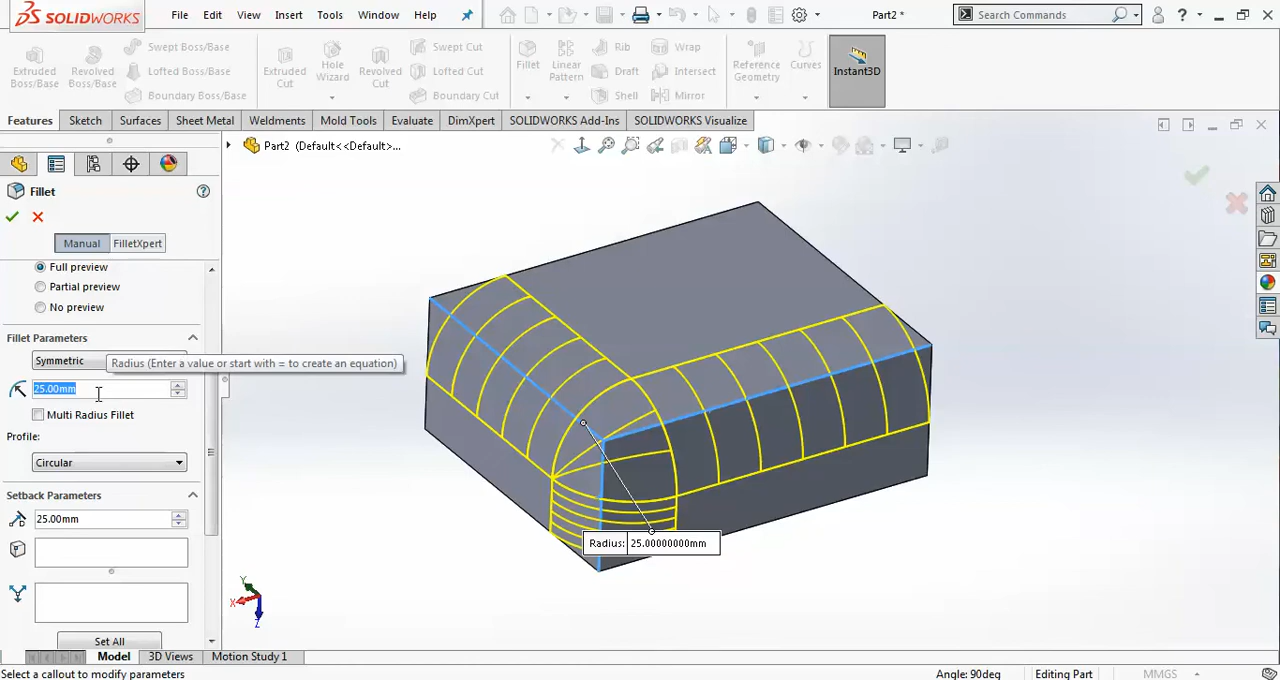 SOLIDWORKS File Edit View Insert Tools Window Help Part2 * Search Commands ?
Extruded Boss/Base Revolved Boss/Base Swept Boss/Base Lofted Boss/Base Boundary Boss/Base Extruded Cut Hole Wizard Revolved Cut Swept Cut Lofted Cut Boundary Cut Fillet Linear Pattern Rib Draft Shell Wrap Intersect Mirror Reference Geometry Curves Instant3D
Features Sketch Surfaces Sheet Metal Weldments Mold Tools Evaluate DimXpert SOLIDWORKS Add-Ins SOLIDWORKS Visualize
Part2 (Default<<Default>...
Fillet ?
Manual FilletXpert
Full preview
Partial preview
No preview
Fillet Parameters
Symmetric
Radius (Enter a value or start with = to create an equation)
25.00mm
Multi Radius Fillet
Profile:
Circular
Setback Parameters
25.00mm
Set All
Radius: 25.00000000mm
Y
X
Z
Model 3D Views Motion Study 1
Select a callout to modify parameters Angle: 90deg Editing Part MMGS